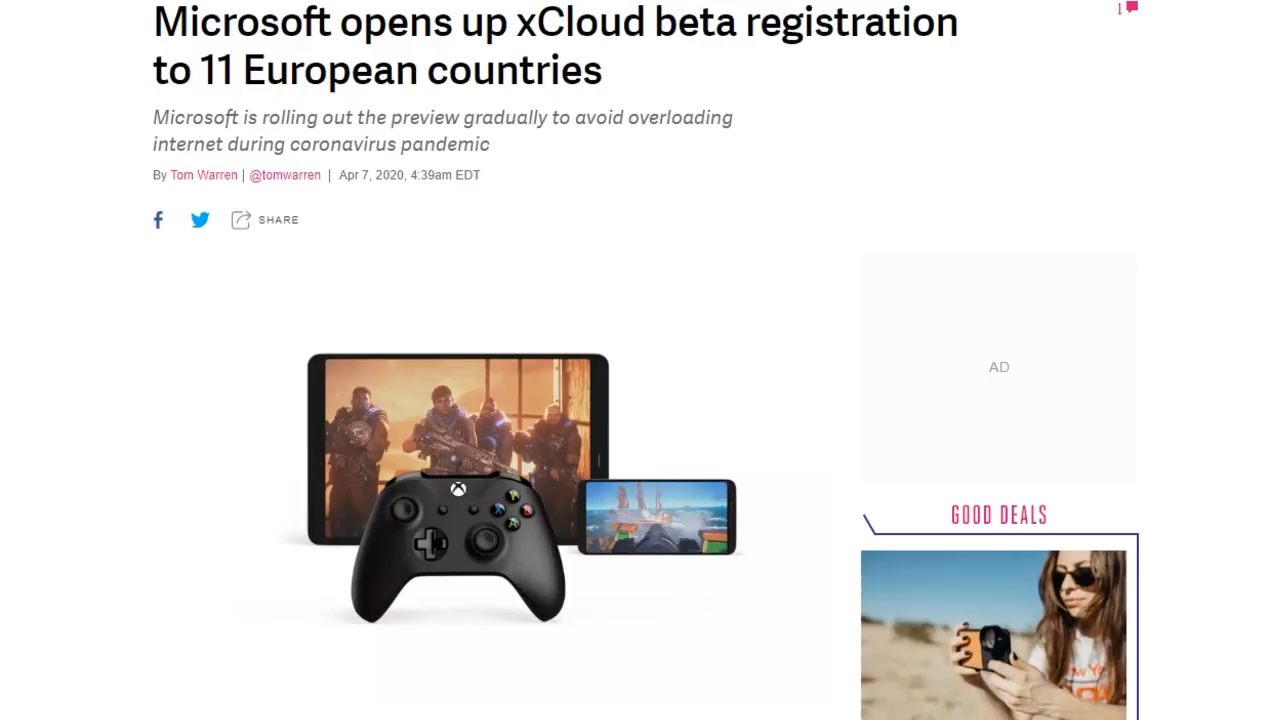 Microsoft opens up xCloud beta registration
1
to 11 European countries
Microsoft is rolling out the preview gradually to avoid overloading
internet during coronavirus pandemic
By Tom Warren | @tomwarren | Apr 7, 2020, 4:39am EDT
SHARE
AD
Y
X
B
A
GOOD DEALS